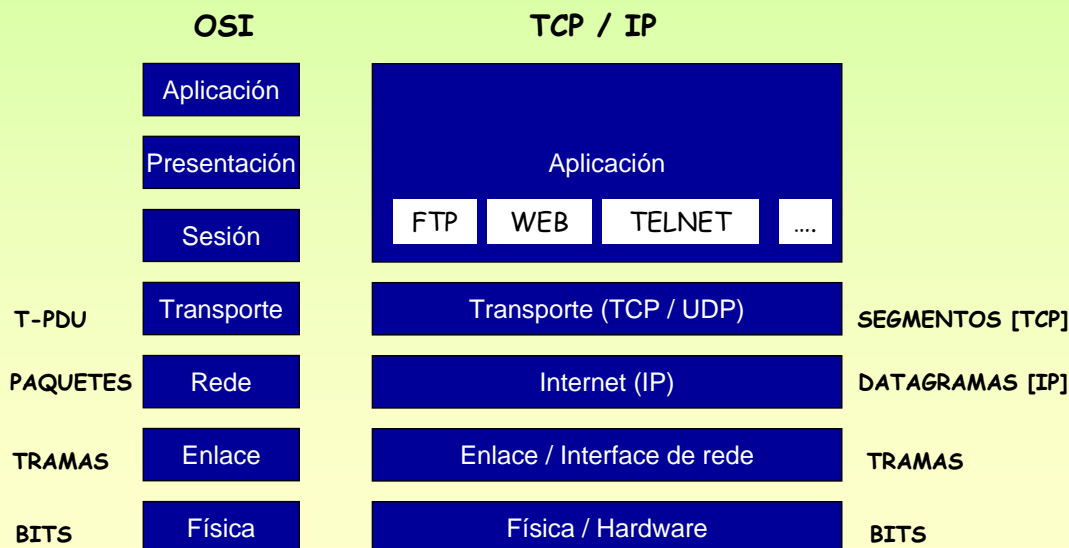 OSI TCP / IP
Aplicación
Presentación
Sesión
Aplicación
FTP WEB TELNET ....
T-PDU Transporte Transporte (TCP / UDP) SEGMENTOS [TCP]
PAQUETES Rede Internet (IP) DATAGRAMAS [IP]
TRAMAS Enlace Enlace / Interface de rede TRAMAS
BITS Física Física / Hardware BITS